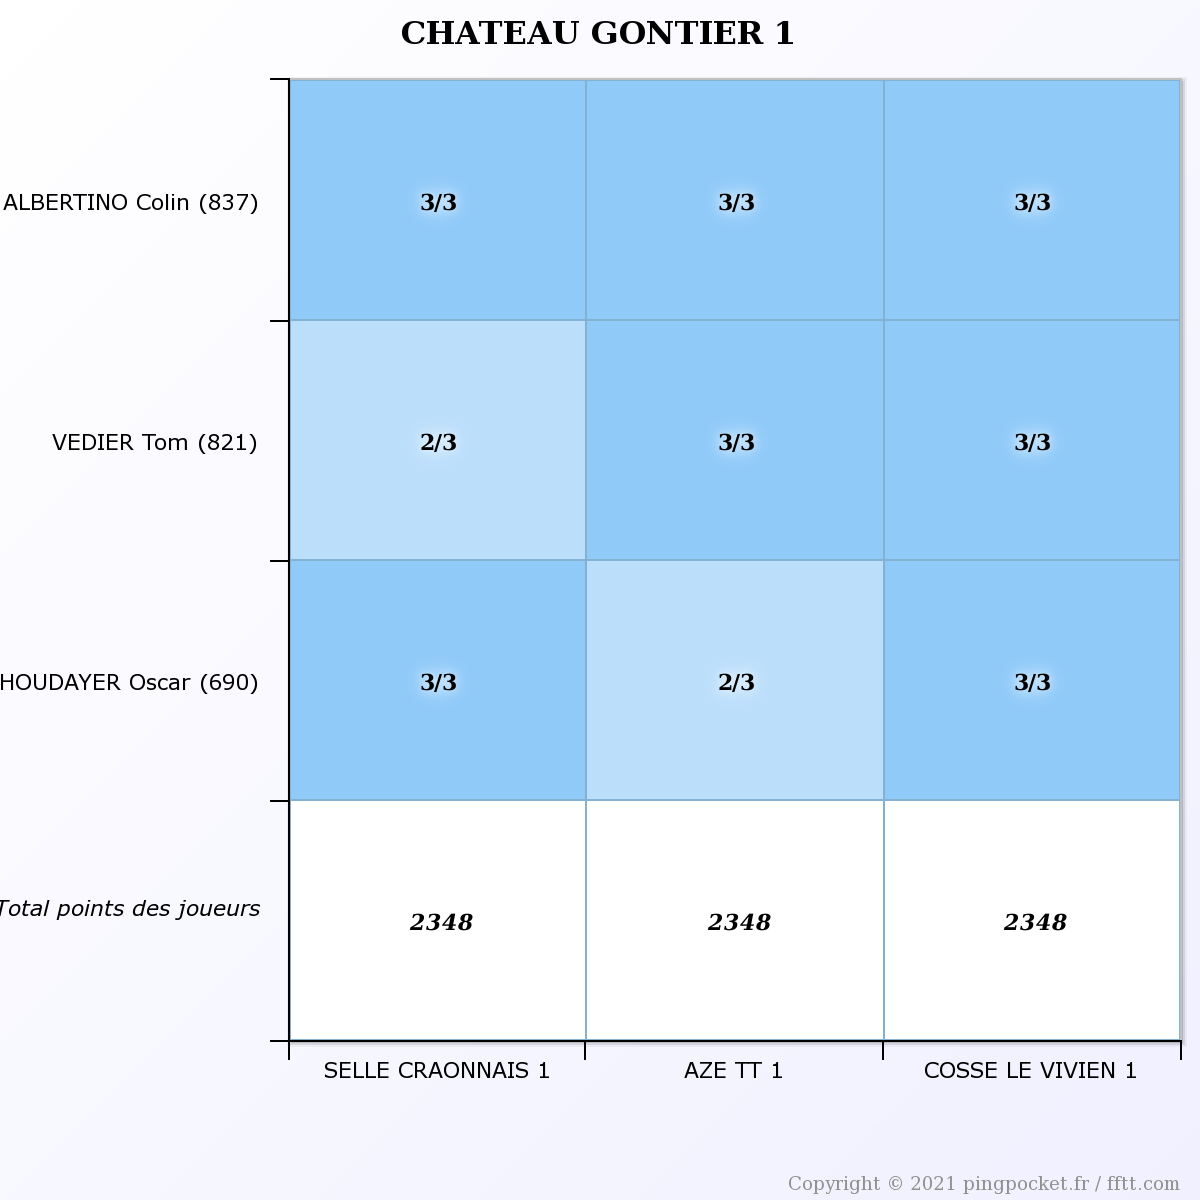 CHATEAU GONTIER 1
ALBERTINO Colin (837) 3/3 3/3 3/3
VEDIER Tom (821) 2/3 3/3 3/3
HOUDAYER Oscar (690) 3/3 2/3 3/3
Total points des joueurs 2348 2348 2348
SELLE CRAONNAIS 1 AZE TT 1 COSSE LE VIVIEN 1
Copyright © 2021 pingpocket.fr / fftt.com